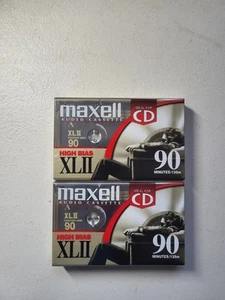 maxell
AUDIO CASSETTE
CD
A
XLII
90
HIGH BIAS
XLII
90
MINUTES/135m
maxell
AUDIO CASSETTE
CD
A
XLII
90
HIGH BIAS
XLII
90
MINUTES/135m